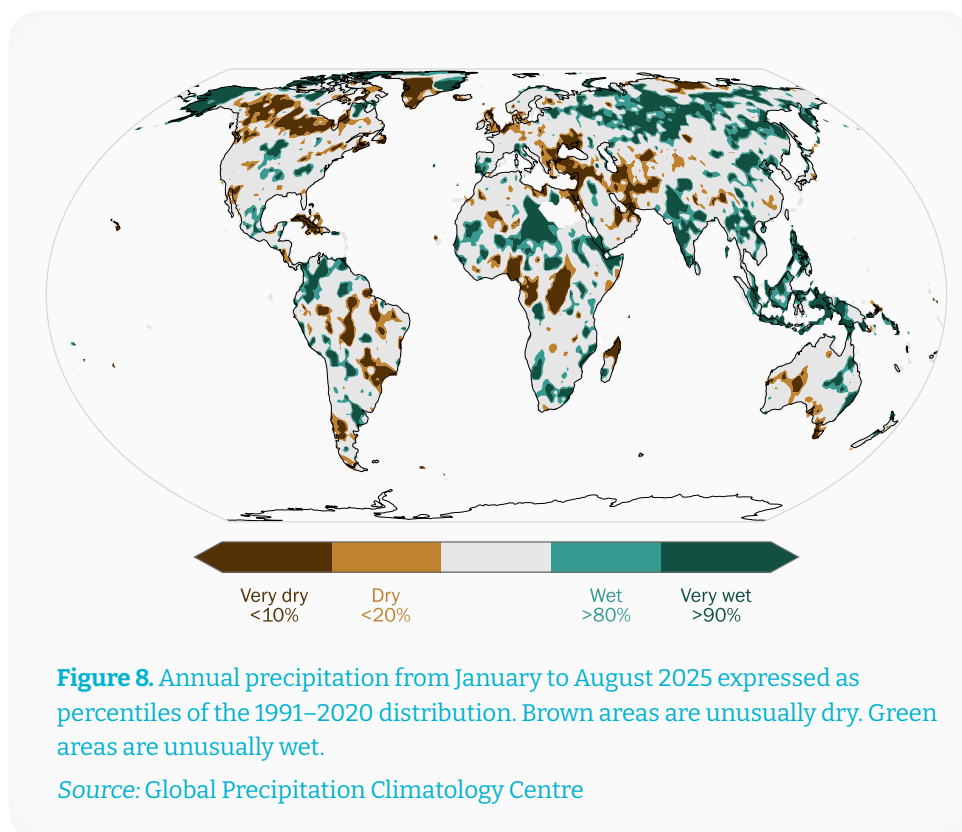 Very dry
<10%
Dry
<20%
Wet
>80%
Very wet
>90%
Figure 8. Annual precipitation from January to August 2025 expressed as
percentiles of the 1991–2020 distribution. Brown areas are unusually dry. Green
areas are unusually wet.
Source: Global Precipitation Climatology Centre